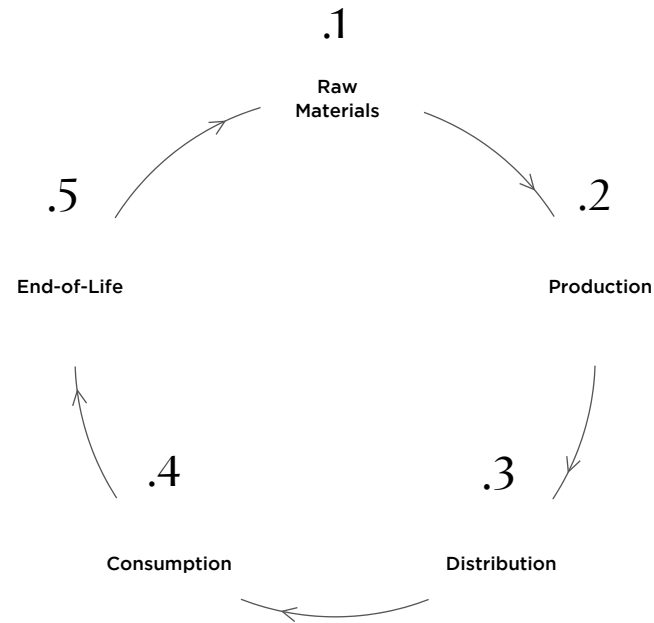 .1
Raw
Materials
.2
Production
.3
Distribution
.4
Consumption
.5
End-of-Life